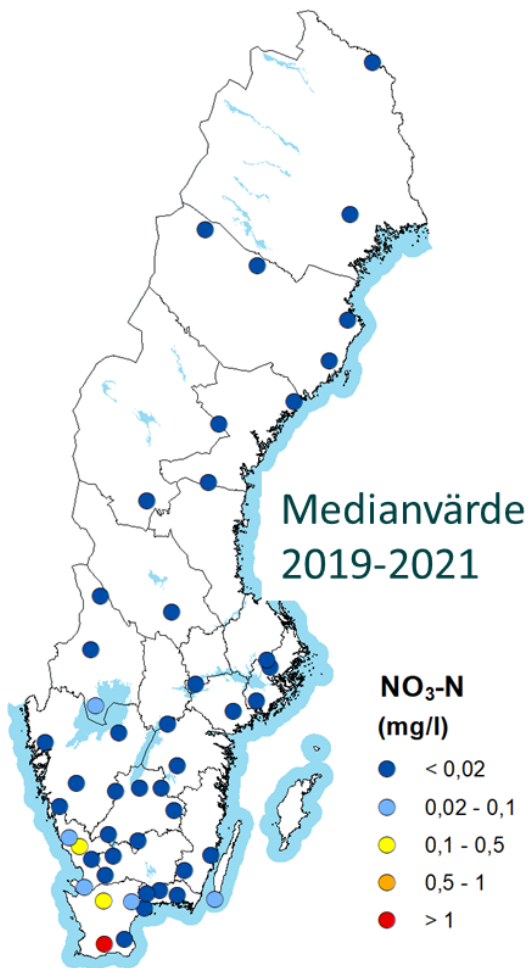 Medianvärde
2019-2021
NO₃-N
(mg/l)
< 0,02
0,02 - 0,1
0,1 - 0,5
0,5 - 1
> 1